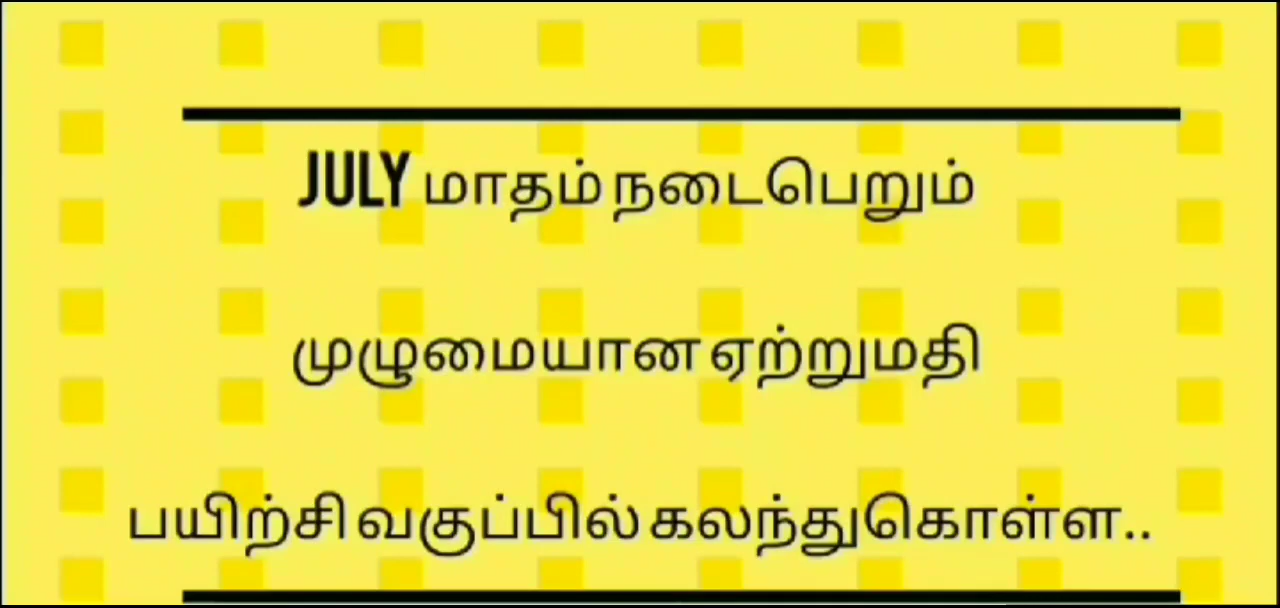 JULY மாதம் நடைபெறும்
முழுமையான ஏற்றுமதி
பயிற்சி வகுப்பில் கலந்துகொள்ள..